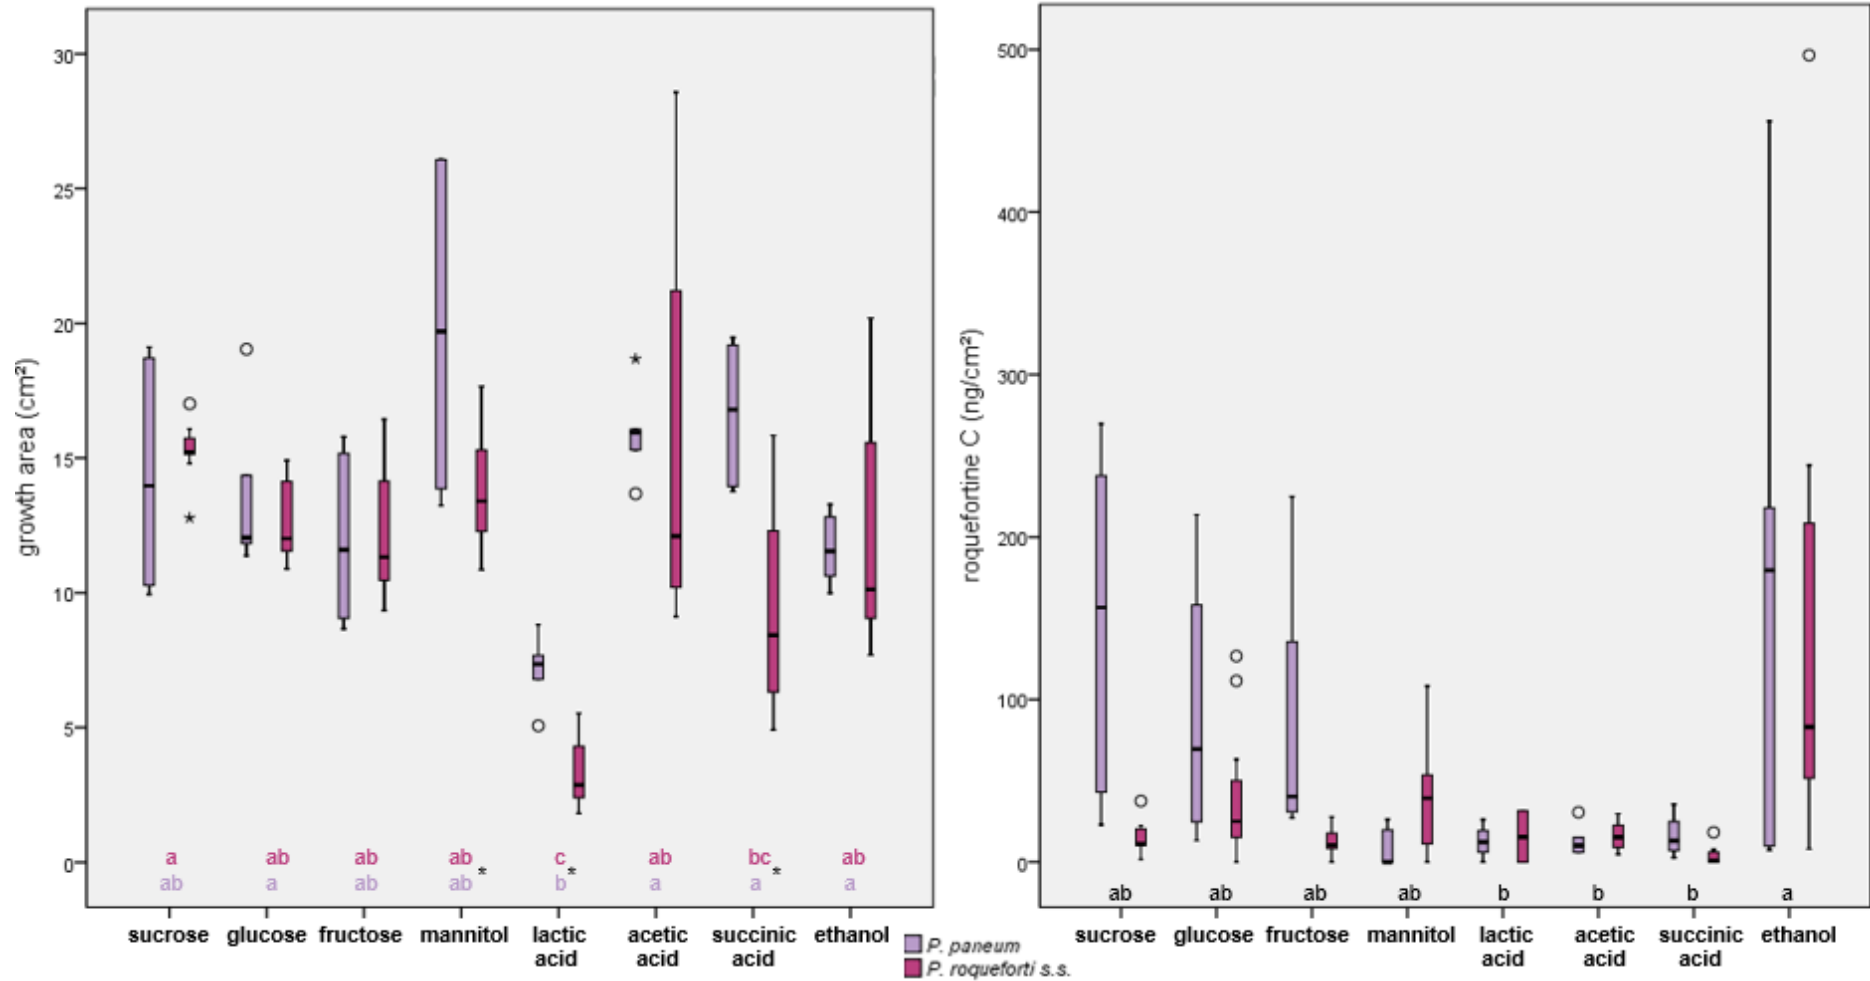 growth area (cm²)
30
25
20
15
10
5
0
a ab ab ab c ab bc ab
* * *
ab a ab ab b a a a
sucrose glucose fructose mannitol lactic acetic succinic ethanol
acid acid acid
P. paneum
P. roqueforti s.s.
roquefortine C (ng/cm²)
500
400
300
200
100
0
ab ab ab ab b b b a
sucrose glucose fructose mannitol lactic acetic succinic ethanol
acid acid acid